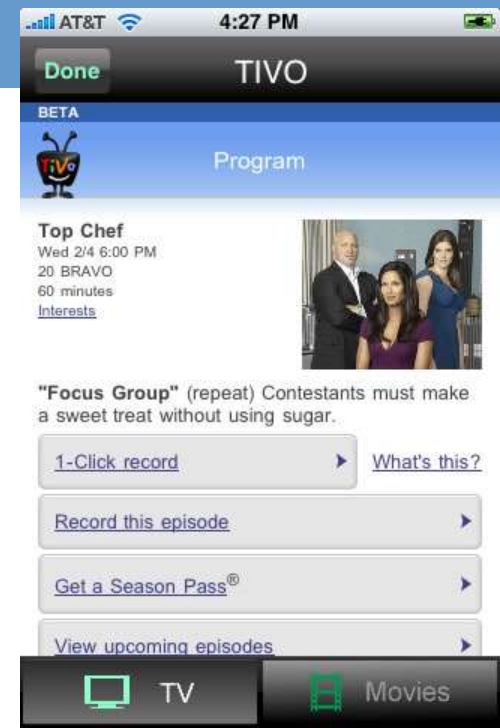 AT&T 4:27 PM
Done TIVO
BETA
TiVo
Program
Top Chef
Wed 2/4 6:00 PM
20 BRAVO
60 minutes
Interests
"Focus Group" (repeat) Contestants must make
a sweet treat without using sugar.
1-Click record What's this?
Record this episode
Get a Season Pass®
View upcoming episodes
TV Movies